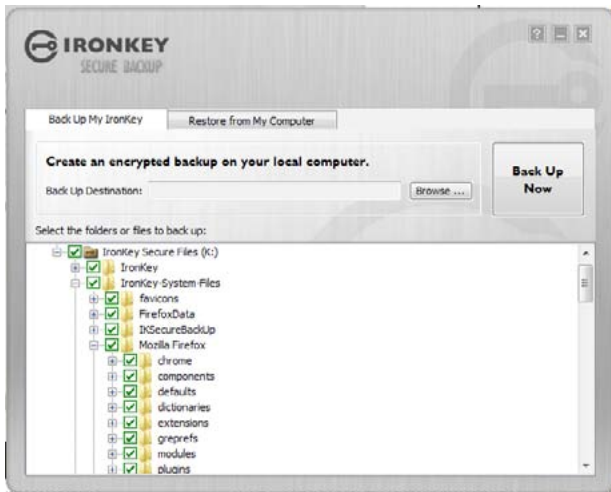 IRONKEY
SECURE BACKUP
?
Back Up My IronKey
Restore from My Computer
Create an encrypted backup on your local computer.
Back Up Destination:
Browse ...
Back Up
Now
Select the folders or files to back up:
IronKey Secure Files (K:)
IronKey
IronKey-System-Files
favicons
FirefoxData
IKSecureBackUp
Mozilla Firefox
chrome
components
defaults
dictionaries
extensions
greprefs
modules
plugins